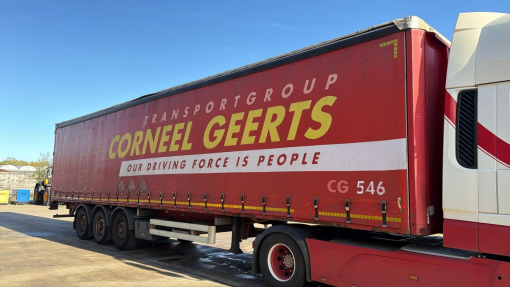 TRANSPORTGROUP
CORNEEL GEERTS
OUR DRIVING FORCE IS PEOPLE
CG 546